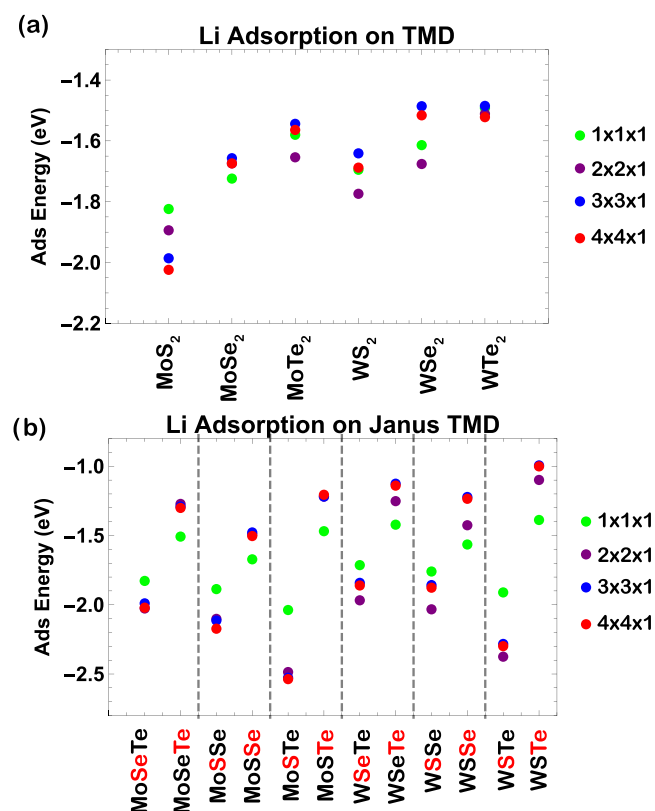 (a)
Li Adsorption on TMD
Ads Energy (eV)
−1.4
−1.6
−1.8
−2.0
−2.2
MoS₂
MoSe₂
MoTe₂
WS₂
WSe₂
WTe₂
1x1x1
2x2x1
3x3x1
4x4x1
(b)
Li Adsorption on Janus TMD
Ads Energy (eV)
−1.0
−1.5
−2.0
−2.5
MoSeTe
MoSeTe
MoSSe
MoSSe
MoSTe
MoSTe
WSeTe
WSeTe
WSSe
WSSe
WSTe
WSTe
1x1x1
2x2x1
3x3x1
4x4x1